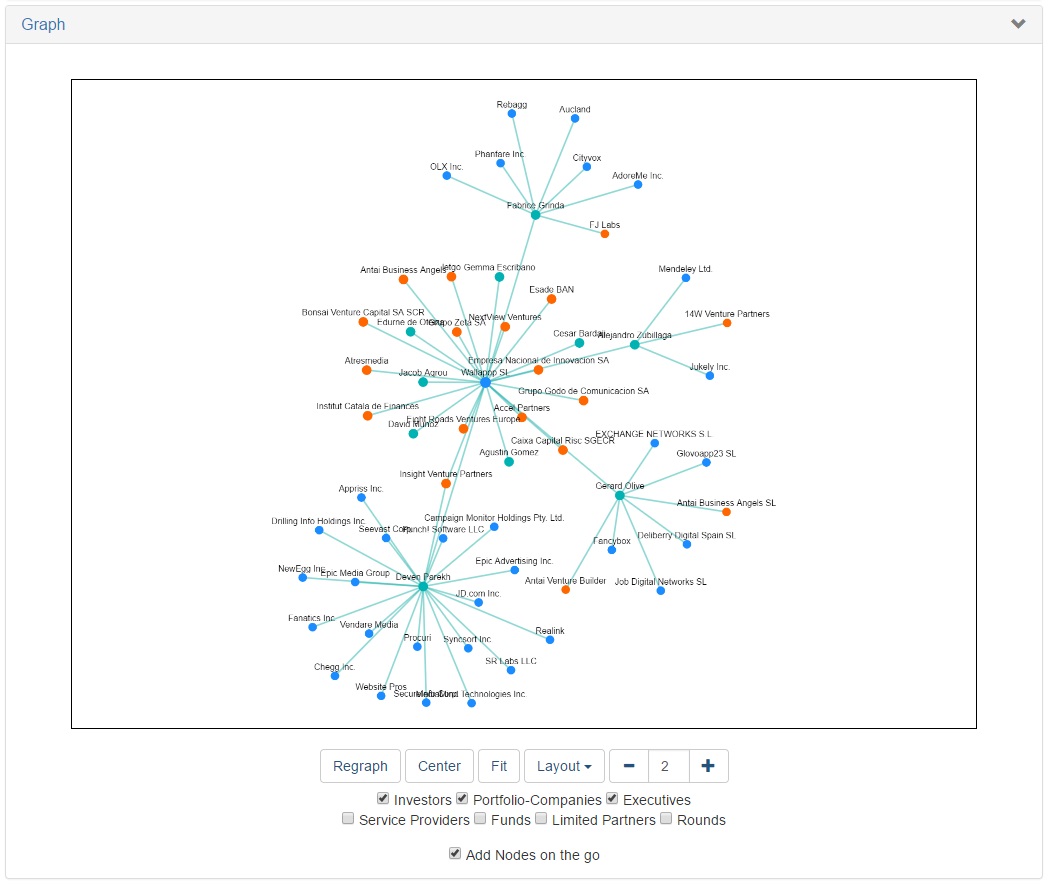 Graph
Rebagg
Aucland
Phanfare Inc.
Cityvox
OLX Inc.
AdoreMe Inc.
Fabrice Grinda
FJ Labs
Antai Business Angels
letgo
Gemma Escribano
Mendeley Ltd.
Esade BAN
Bonsai Venture Capital SA SCR
14W Venture Partners
Edurne de Oteiza
Grupo Zeta SA
NextView Ventures
Cesar Bardaji
Alejandro Zubillaga
Atresmedia
Empresa Nacional de Innovacion SA
Jukely Inc.
Jacob Agrou
Wallapop SL
Grupo Godo de Comunicacion SA
Institut Catala de Finances
Accel Partners
David Munoz
Eight Roads Ventures Europe
EXCHANGE NETWORKS S L
Caixa Capital Risc SGECR
Agustin Gomez
Glovoapp23 SL
Insight Venture Partners
Gerard Olive
Appriss Inc.
Antai Business Angels SL
Drilling Info Holdings Inc.
Campaign Monitor Holdings Pty. Ltd.
Seevast Corp.
Punch! Software LLC
Deliberry Digital Spain SL
Fancybox
NewEgg Inc.
Epic Media Group
Deven Parekh
Epic Advertising Inc.
Antai Venture Builder
Job Digital Networks SL
JD.com Inc.
Fanatics Inc.
Vendare Media
Procuri
Syncsort Inc.
Realink
Chegg Inc.
SR Labs LLC
Website Pros
Technologies Inc.
Regraph
Center
Fit
Layout
2
Investors Portfolio-Companies Executives
Service Providers Funds Limited Partners Rounds
Add Nodes on the go